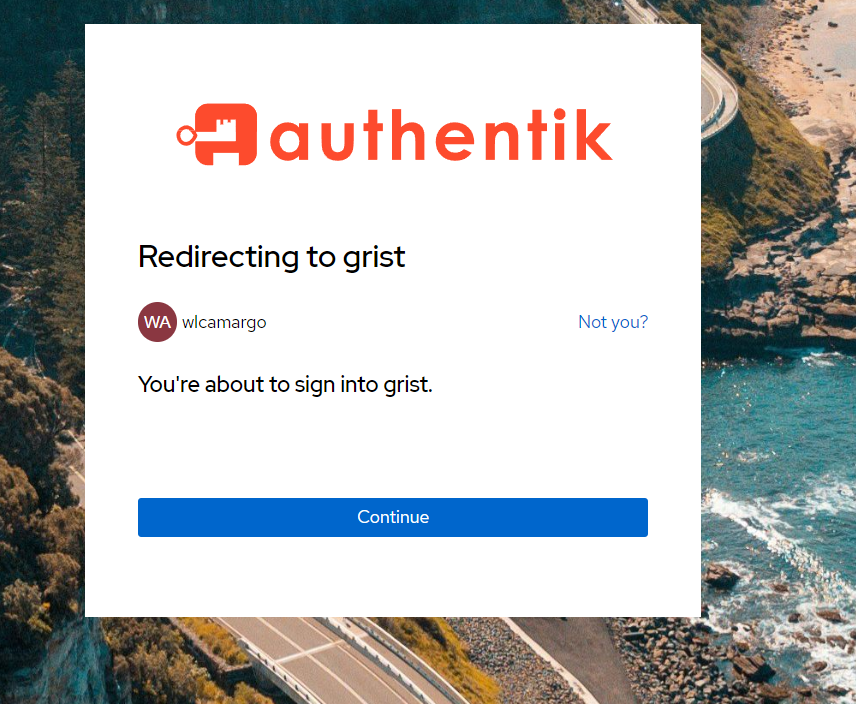 authentik
Redirecting to grist
WA wlcamargo Not you?
You're about to sign into grist.
Continue